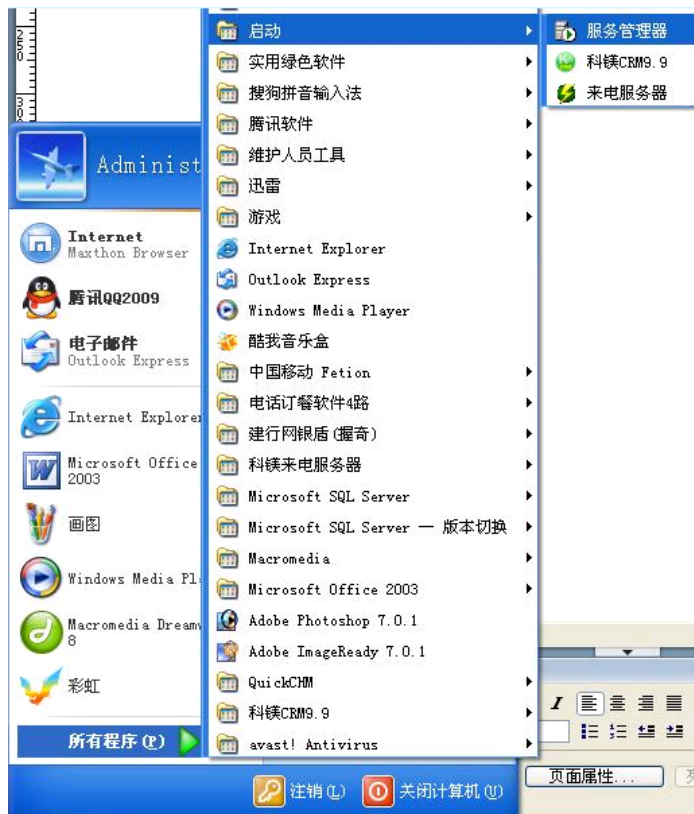 启动
服务管理器
实用绿色软件
科镁CRM9.9
搜狗拼音输入法
来电服务器
腾讯软件
维护人员工具
迅雷
游戏
Internet Explorer
Outlook Express
Windows Media Player
酷我音乐盒
中国移动 Fetion
电话订餐软件4路
建行网银盾(握奇)
科镁来电服务器
Microsoft SQL Server
Microsoft SQL Server — 版本切换
Macromedia
Microsoft Office 2003
Adobe Photoshop 7.0.1
Adobe ImageReady 7.0.1
QuickCHM
科镁CRM9.9
avast! Antivirus
Administ
Internet
Maxthon Browser
腾讯QQ2009
电子邮件
Outlook Express
Internet Explorer
Microsoft Office
2003
画图
Windows Media Pl
Macromedia Dream
8
彩虹
所有程序(P)
注销(L)
关闭计算机(U)
I
页面属性...